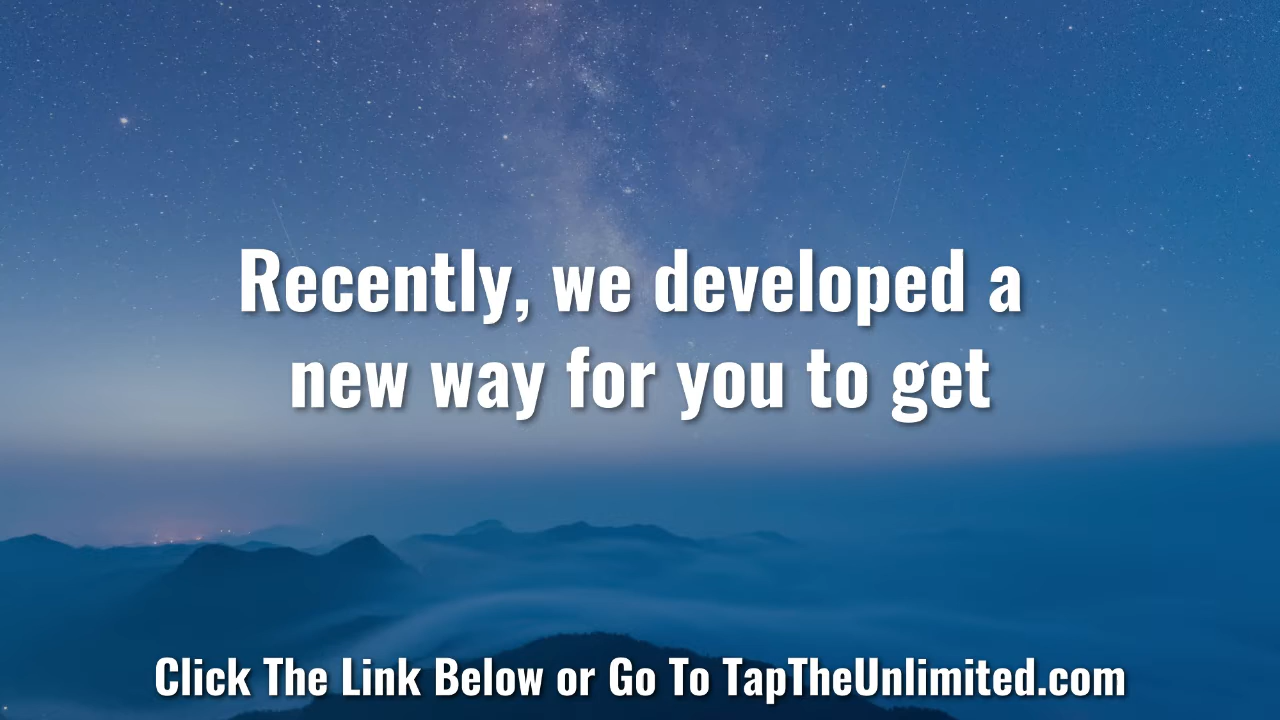 Recently, we developed a
new way for you to get
Click The Link Below or Go To TapTheUnlimited.com